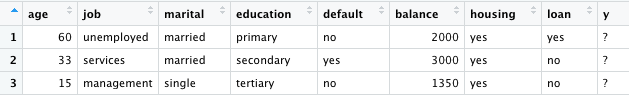 age job marital education default balance housing loan y
1 60 unemployed married primary no 2000 yes yes ?
2 33 services married secondary yes 3000 yes no ?
3 15 management single tertiary no 1350 yes no ?